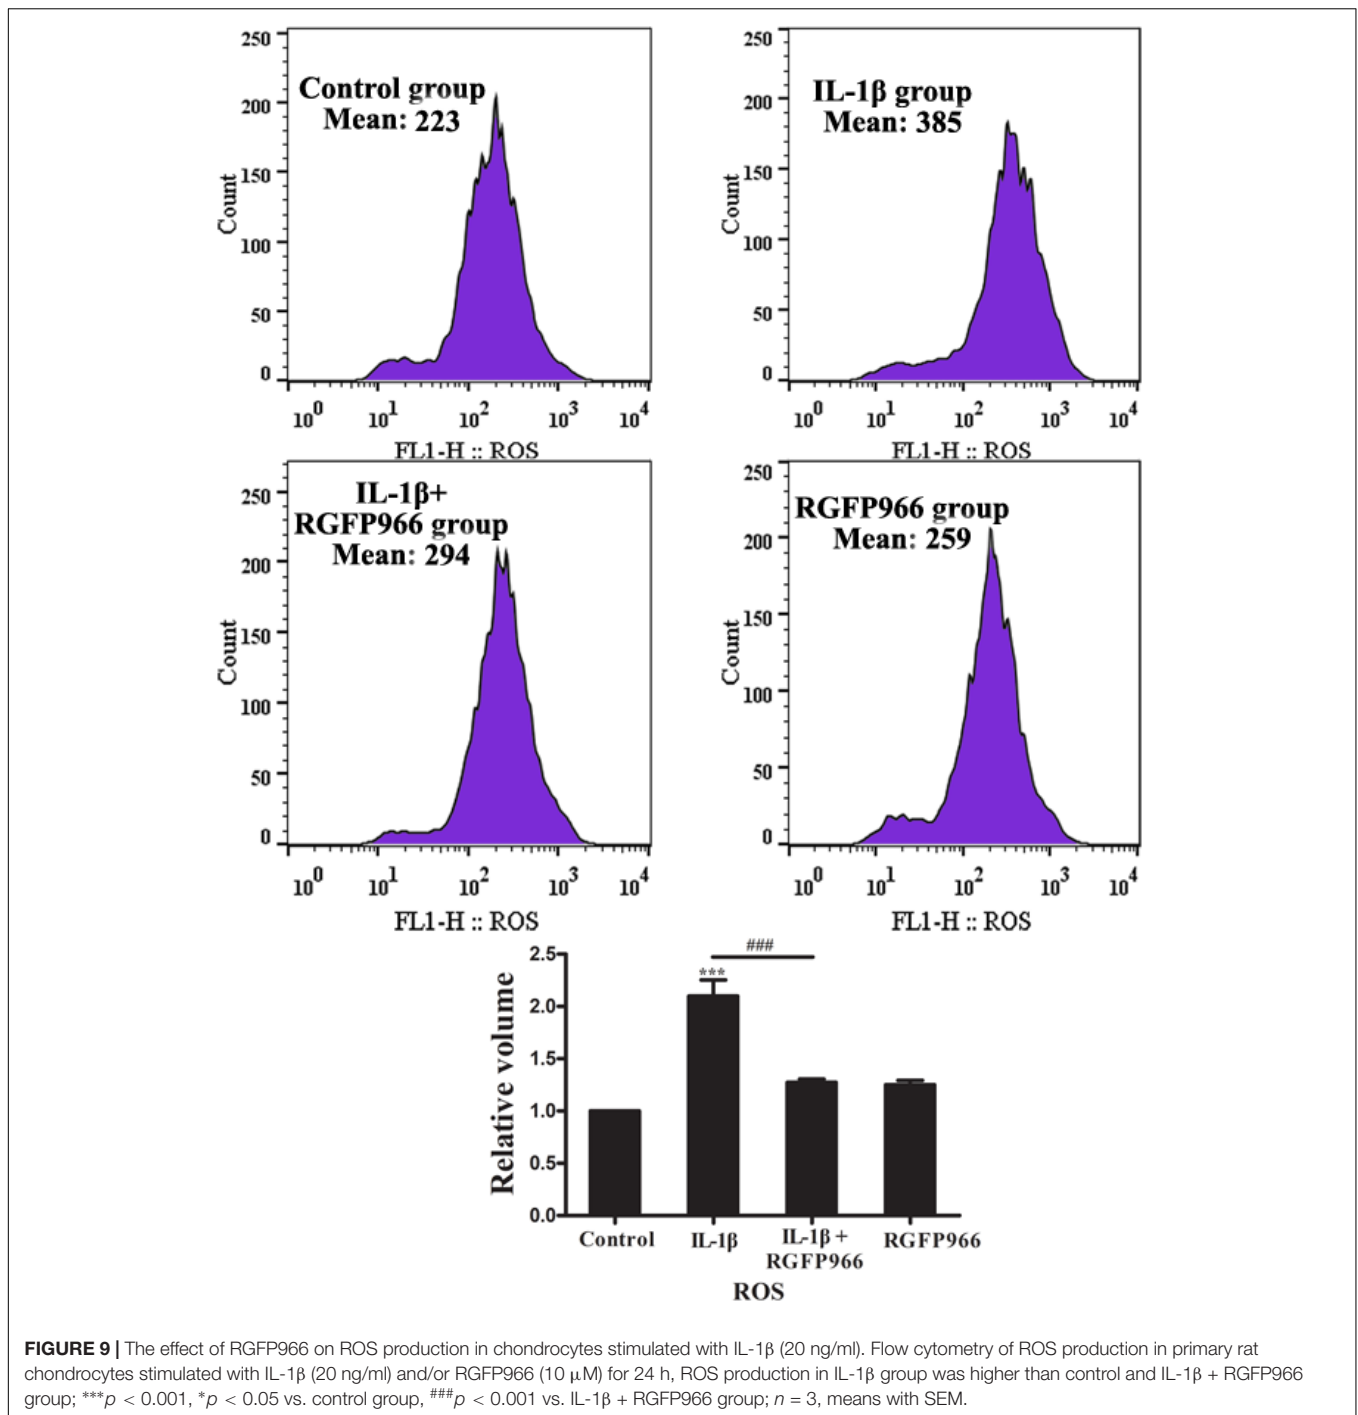 250
200
150
100
50
0
Count
Control group
Mean: 223
10^0 10^1 10^2 10^3 10^4
FL1-H :: ROS
250
200
150
100
50
0
Count
IL-1β group
Mean: 385
10^0 10^1 10^2 10^3 10^4
FL1-H :: ROS
250
200
150
100
50
0
Count
IL-1β+
RGFP966 group
Mean: 294
10^0 10^1 10^2 10^3 10^4
FL1-H :: ROS
250
200
150
100
50
0
Count
RGFP966 group
Mean: 259
10^0 10^1 10^2 10^3 10^4
FL1-H :: ROS
2.5
2.0
1.5
1.0
0.5
0.0
Relative volume
###
***
Control IL-1β IL-1β + RGFP966
RGFP966
ROS
FIGURE 9 | The effect of RGFP966 on ROS production in chondrocytes stimulated with IL-1β (20 ng/ml). Flow cytometry of ROS production in primary rat
chondrocytes stimulated with IL-1β (20 ng/ml) and/or RGFP966 (10 μM) for 24 h, ROS production in IL-1β group was higher than control and IL-1β + RGFP966
group; ***p < 0.001, *p < 0.05 vs. control group, ###p < 0.001 vs. IL-1β + RGFP966 group; n = 3, means with SEM.